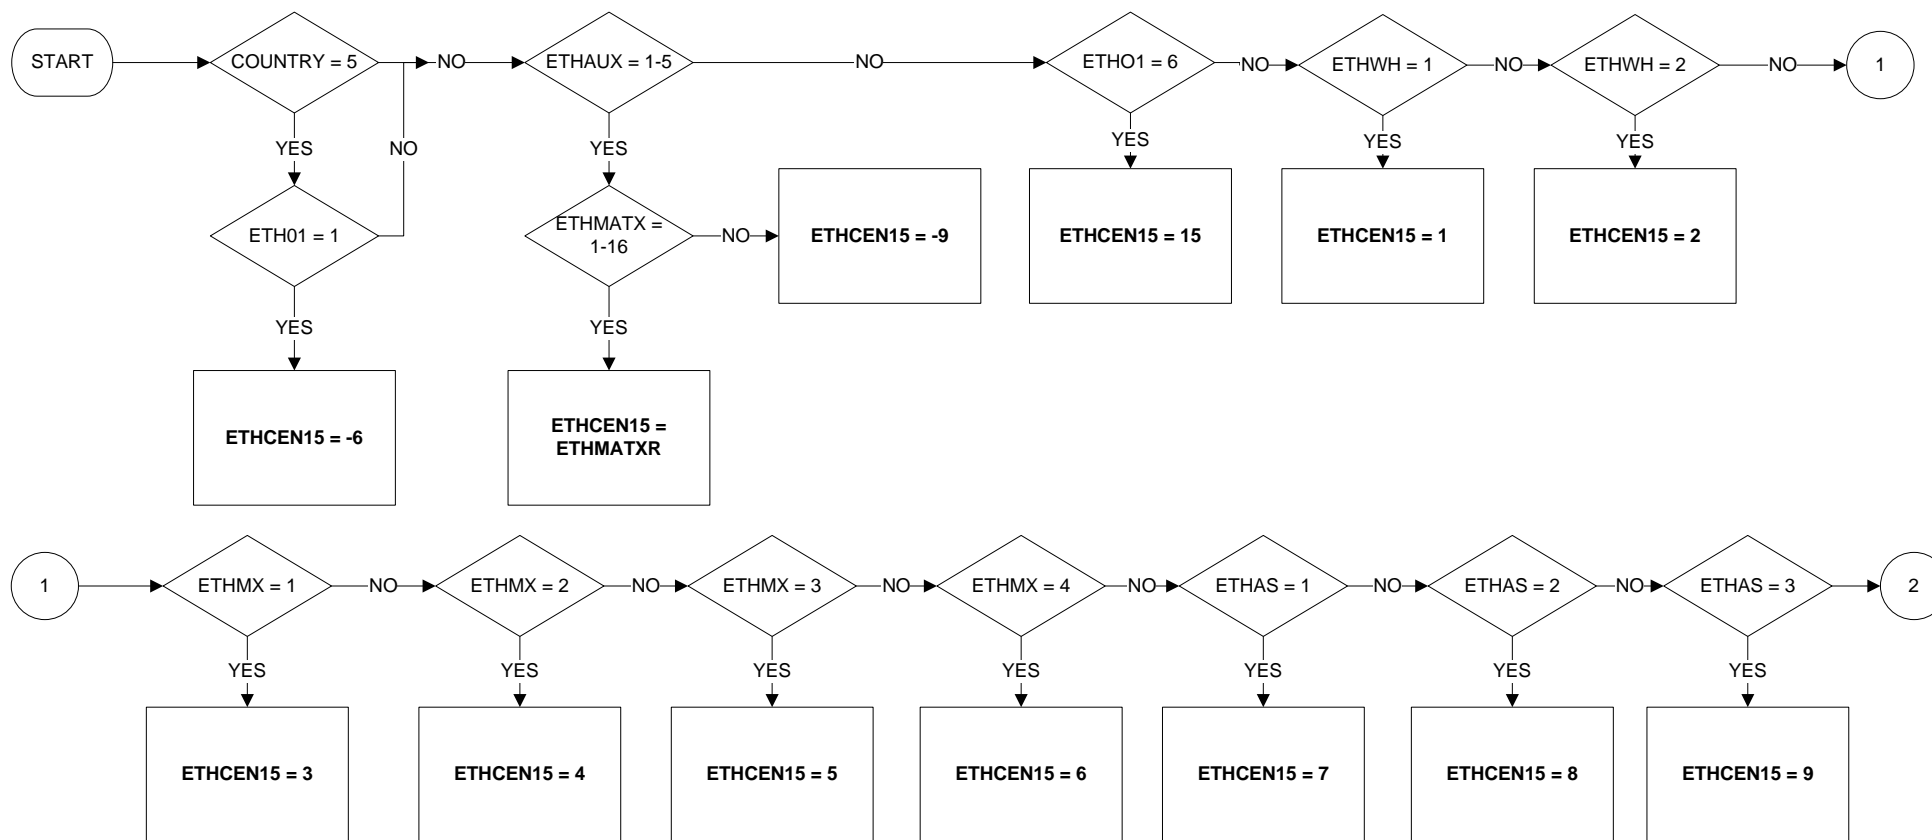 START
COUNTRY = 5
NO
ETHAUX = 1-5
NO
ETHO1 = 6
NO
ETHWH = 1
NO
ETHWH = 2
NO
1
YES
NO
YES
YES
YES
YES
ETH01 = 1
ETHMATX =
1-16
NO
ETHCEN15 = -9
ETHCEN15 = 15
ETHCEN15 = 1
ETHCEN15 = 2
YES
YES
ETHCEN15 = -6
ETHCEN15 =
ETHMATXR
1
ETHMX = 1
NO
ETHMX = 2
NO
ETHMX = 3
NO
ETHMX = 4
NO
ETHAS = 1
NO
ETHAS = 2
NO
ETHAS = 3
2
YES
YES
YES
YES
YES
YES
YES
ETHCEN15 = 3
ETHCEN15 = 4
ETHCEN15 = 5
ETHCEN15 = 6
ETHCEN15 = 7
ETHCEN15 = 8
ETHCEN15 = 9